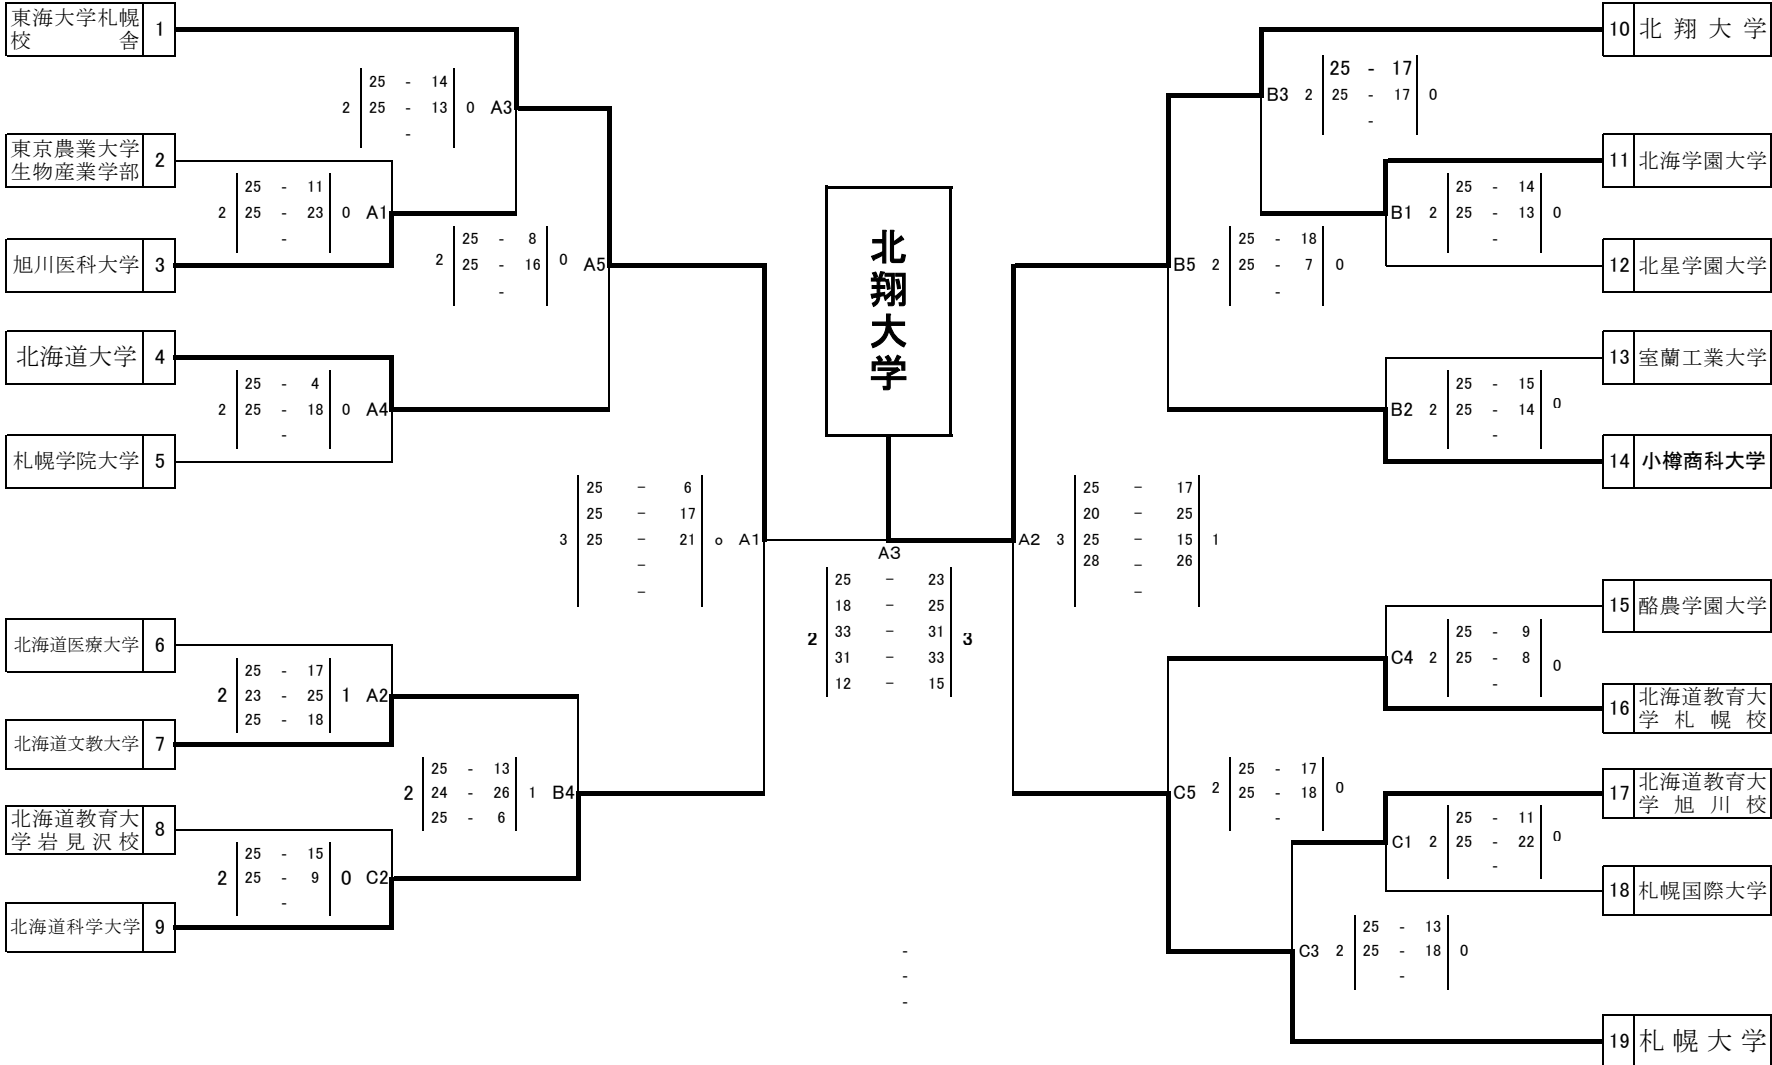 東海大学札幌
校 舎
1
25 - 14
2 25 - 13 0 A3
-
東京農業大学
生物産業学部
2
25 - 11
2 25 - 23 0 A1
-
旭川医科大学 3
25 - 8
2 25 - 16 0 A5
-
北海道大学 4
25 - 4
2 25 - 18 0 A4
-
札幌学院大学 5
25 - 6
25 - 17
3 25 - 21 o A1
-
-
北海道医療大学 6
25 - 17
2 23 - 25 1 A2
25 - 18
北海道文教大学 7
25 - 13
2 24 - 26 1 B4
25 - 6
北海道教育大
学岩見沢校
8
25 - 15
2 25 - 9 0 C2
-
北海道科学大学 9
北翔大学
A3
25 - 23
18 - 25
2 33 - 31 3
31 - 33
12 - 15
-
-
-
10 北翔大学
25 - 17
B3 2 25 - 17 0
-
11 北海学園大学
25 - 14
B1 2 25 - 13 0
-
12 北星学園大学
25 - 18
B5 2 25 - 7 0
-
13 室蘭工業大学
25 - 15
B2 2 25 - 14 0
-
14 小樽商科大学
25 - 17
20 - 25
A2 3 25 - 15 1
28 - 26
-
15 酪農学園大学
25 - 9
C4 2 25 - 8 0
-
16
北海道教育大
学札幌校
25 - 17
C5 2 25 - 18 0
-
17
北海道教育大
学旭川校
25 - 11
C1 2 25 - 22 0
-
18 札幌国際大学
25 - 13
C3 2 25 - 18 0
-
19 札幌大学